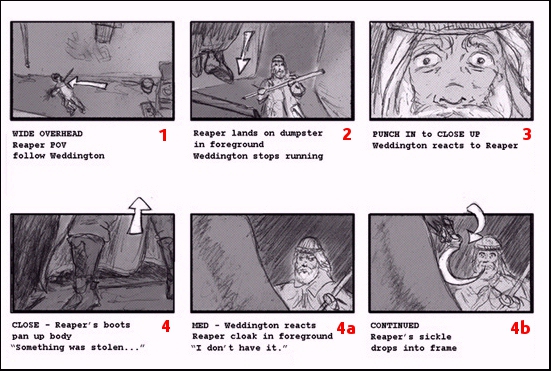 WIDE OVERHEAD
Reaper POV
follow Weddington
1
Reaper lands on dumpster
in foreground
Weddington stops running
2
PUNCH IN to CLOSE UP
Weddington reacts to Reaper
3
CLOSE - Reaper's boots
pan up body
"Something was stolen..."
4
MED - Weddington reacts
Reaper cloak in foreground
"I don't have it."
4a
CONTINUED
Reaper's sickle
drops into frame
4b